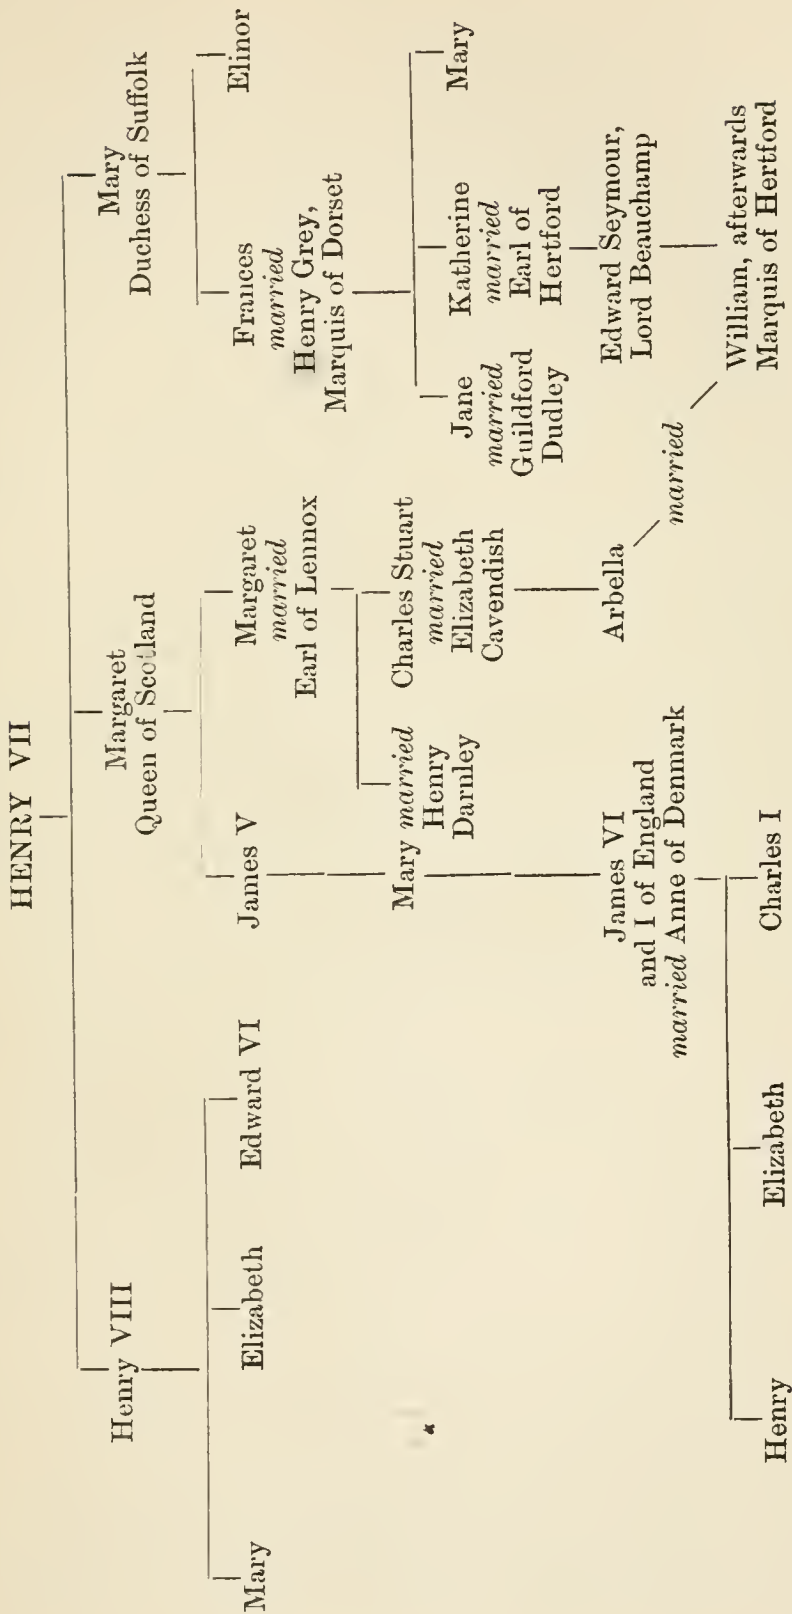 HENRY VII
Henry VIII
Margaret
Queen of Scotland
Mary
Duchess of Suffolk
Mary
Elizabeth
Edward VI
James V
Margaret
married
Earl of Lennox
Frances
married
Henry Grey,
Marquis of Dorset
Elinor
Mary married
Henry
Darnley
Charles Stuart
married
Elizabeth
Cavendish
Jane
married
Guildford
Dudley
Katherine
married
Earl of
Hertford
Mary
James VI
and I of England
married Anne of Denmark
Arbella
married
Edward Seymour,
Lord Beauchamp
William, afterwards
Marquis of Hertford
Henry
Elizabeth
Charles I